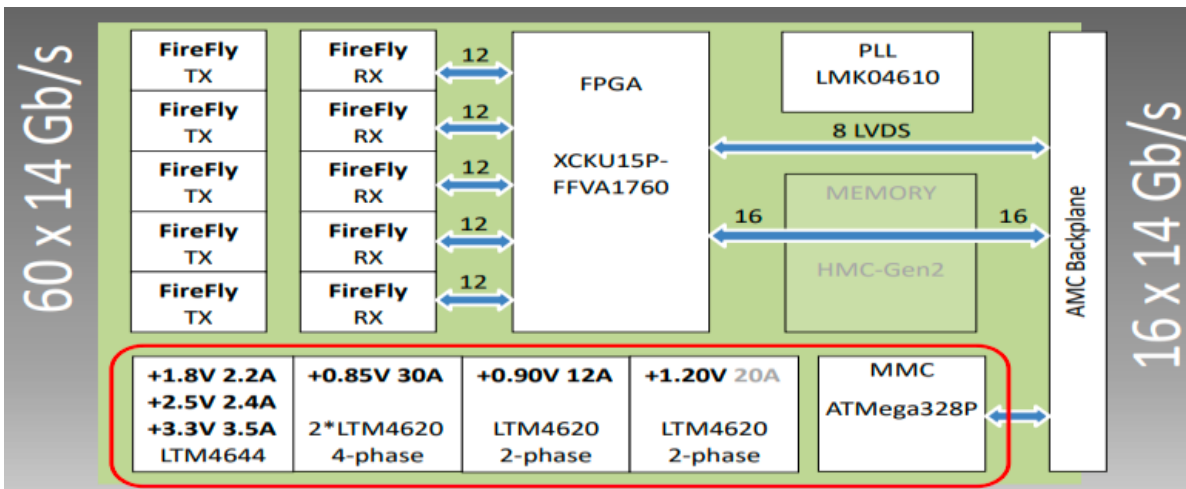 60 x 14 Gb/s
FireFly
TX
FireFly
TX
FireFly
TX
FireFly
TX
FireFly
TX
FireFly
RX
FireFly
RX
FireFly
RX
FireFly
RX
FireFly
RX
12
12
12
12
12
FPGA
XCKU15P-
FFVA1760
PLL
LMK04610
8 LVDS
MEMORY
16
16
HMC-Gen2
AMC Backplane
16 x 14 Gb/s
+1.8V 2.2A
+2.5V 2.4A
+3.3V 3.5A
LTM4644
+0.85V 30A
2*LTM4620
4-phase
+0.90V 12A
LTM4620
2-phase
+1.20V 20A
LTM4620
2-phase
MMC
ATMega328P